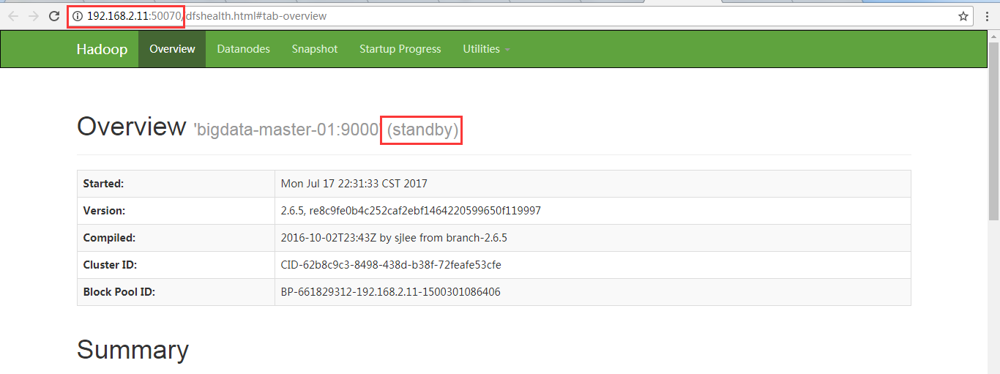 192.168.2.11:50070/dfshealth.html#tab-overview
Hadoop Overview Datanodes Snapshot Startup Progress Utilities
Overview 'bigdata-master-01:9000' (standby)
Started: Mon Jul 17 22:31:33 CST 2017
Version: 2.6.5, re8c9fe0b4c252caf2ebf1464220599650f119997
Compiled: 2016-10-02T23:43Z by sjlee from branch-2.6.5
Cluster ID: CID-62b8c9c3-8498-438d-b38f-72feafe53cfe
Block Pool ID: BP-661829312-192.168.2.11-1500301086406
Summary